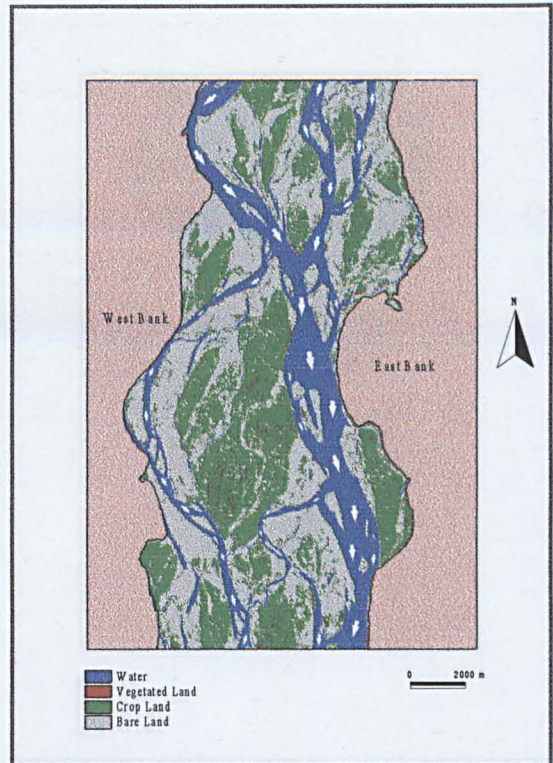 N
West Bank
East Bank
Water
Vegetated Land
Crop Land
Bare Land
0 2000 m